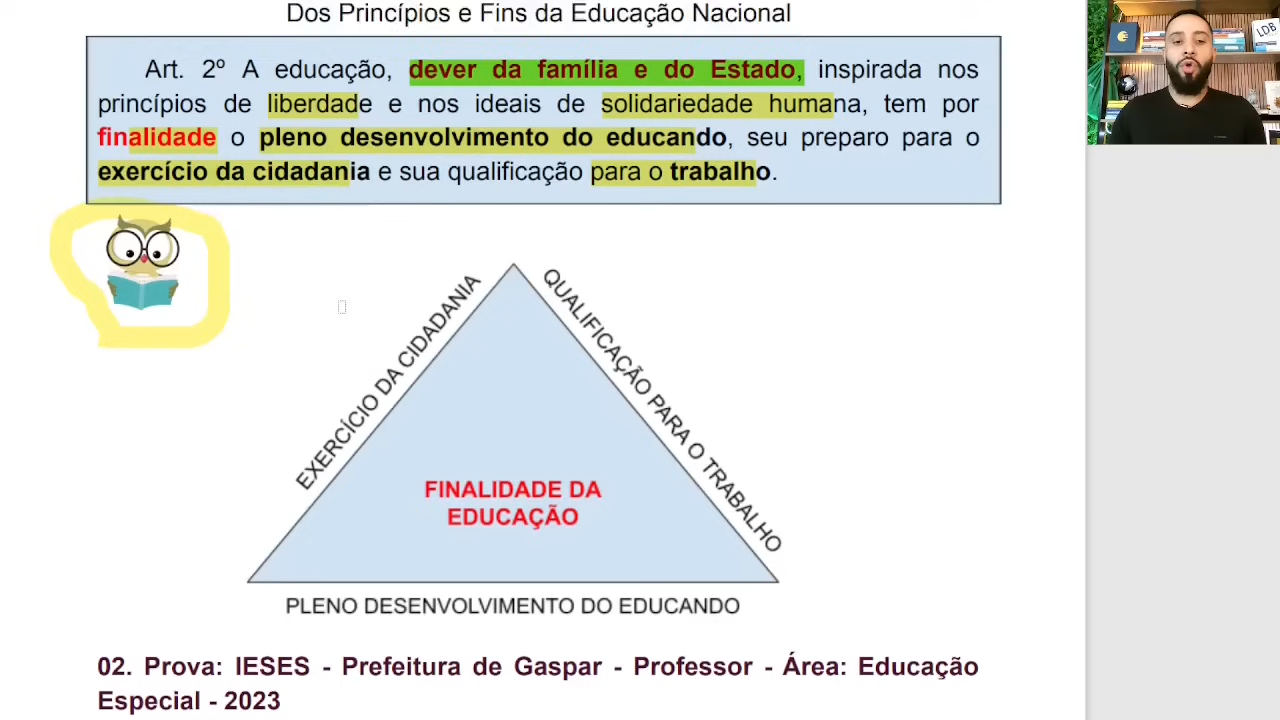 Dos Princípios e Fins da Educação Nacional
Art. 2º A educação, dever da família e do Estado, inspirada nos
princípios de liberdade e nos ideais de solidariedade humana, tem por
finalidade o pleno desenvolvimento do educando, seu preparo para o
exercício da cidadania e sua qualificação para o trabalho.
EXERCÍCIO DA CIDADANIA
QUALIFICAÇÃO PARA O TRABALHO
FINALIDADE DA
EDUCAÇÃO
PLENO DESENVOLVIMENTO DO EDUCANDO
02. Prova: IESES - Prefeitura de Gaspar - Professor - Área: Educação
Especial - 2023
LDB